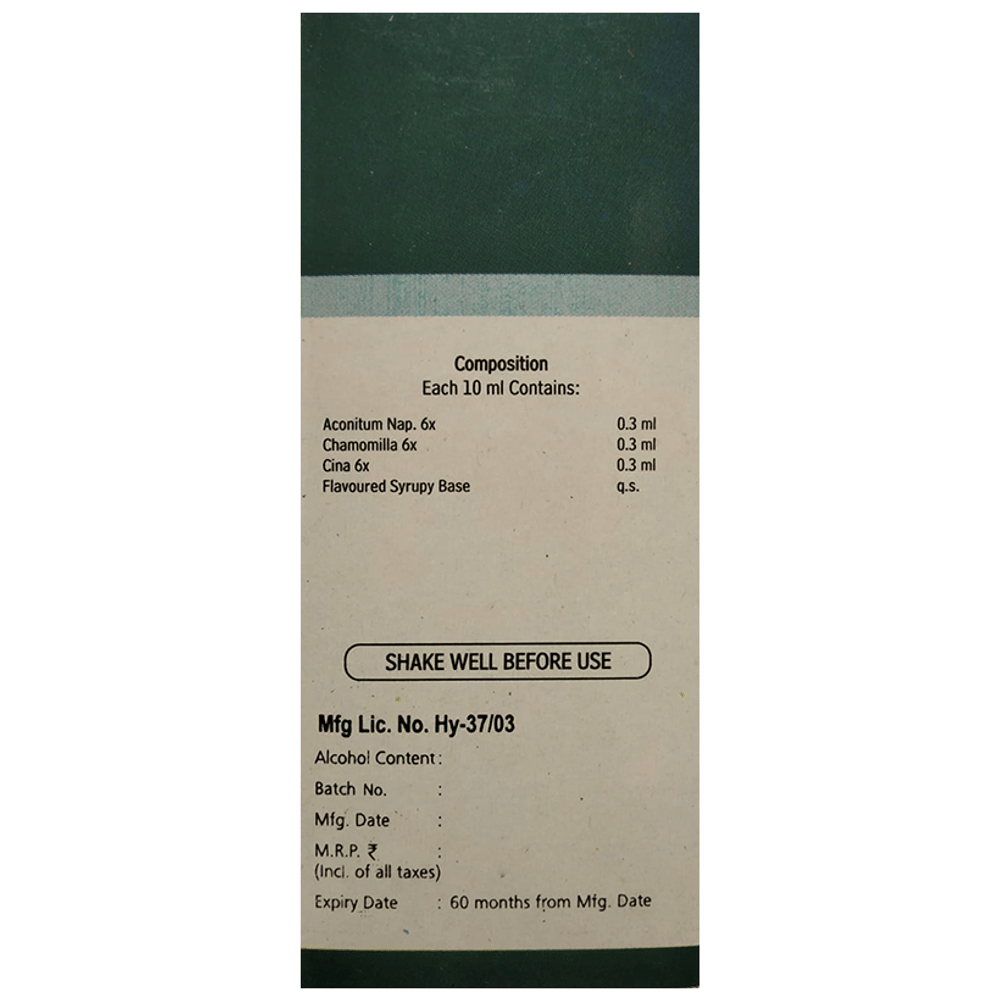 Composition
Each 10 ml Contains:
Aconitum Nap. 6x 0.3 ml
Chamomilla 6x 0.3 ml
Cina 6x 0.3 ml
Flavoured Syrupy Base q.s.
SHAKE WELL BEFORE USE
Mfg Lic. No. Hy-37/03
Alcohol Content :
Batch No. :
Mfg. Date :
M.R.P. ₹ :
(Incl. of all taxes)
Expiry Date : 60 months from Mfg. Date